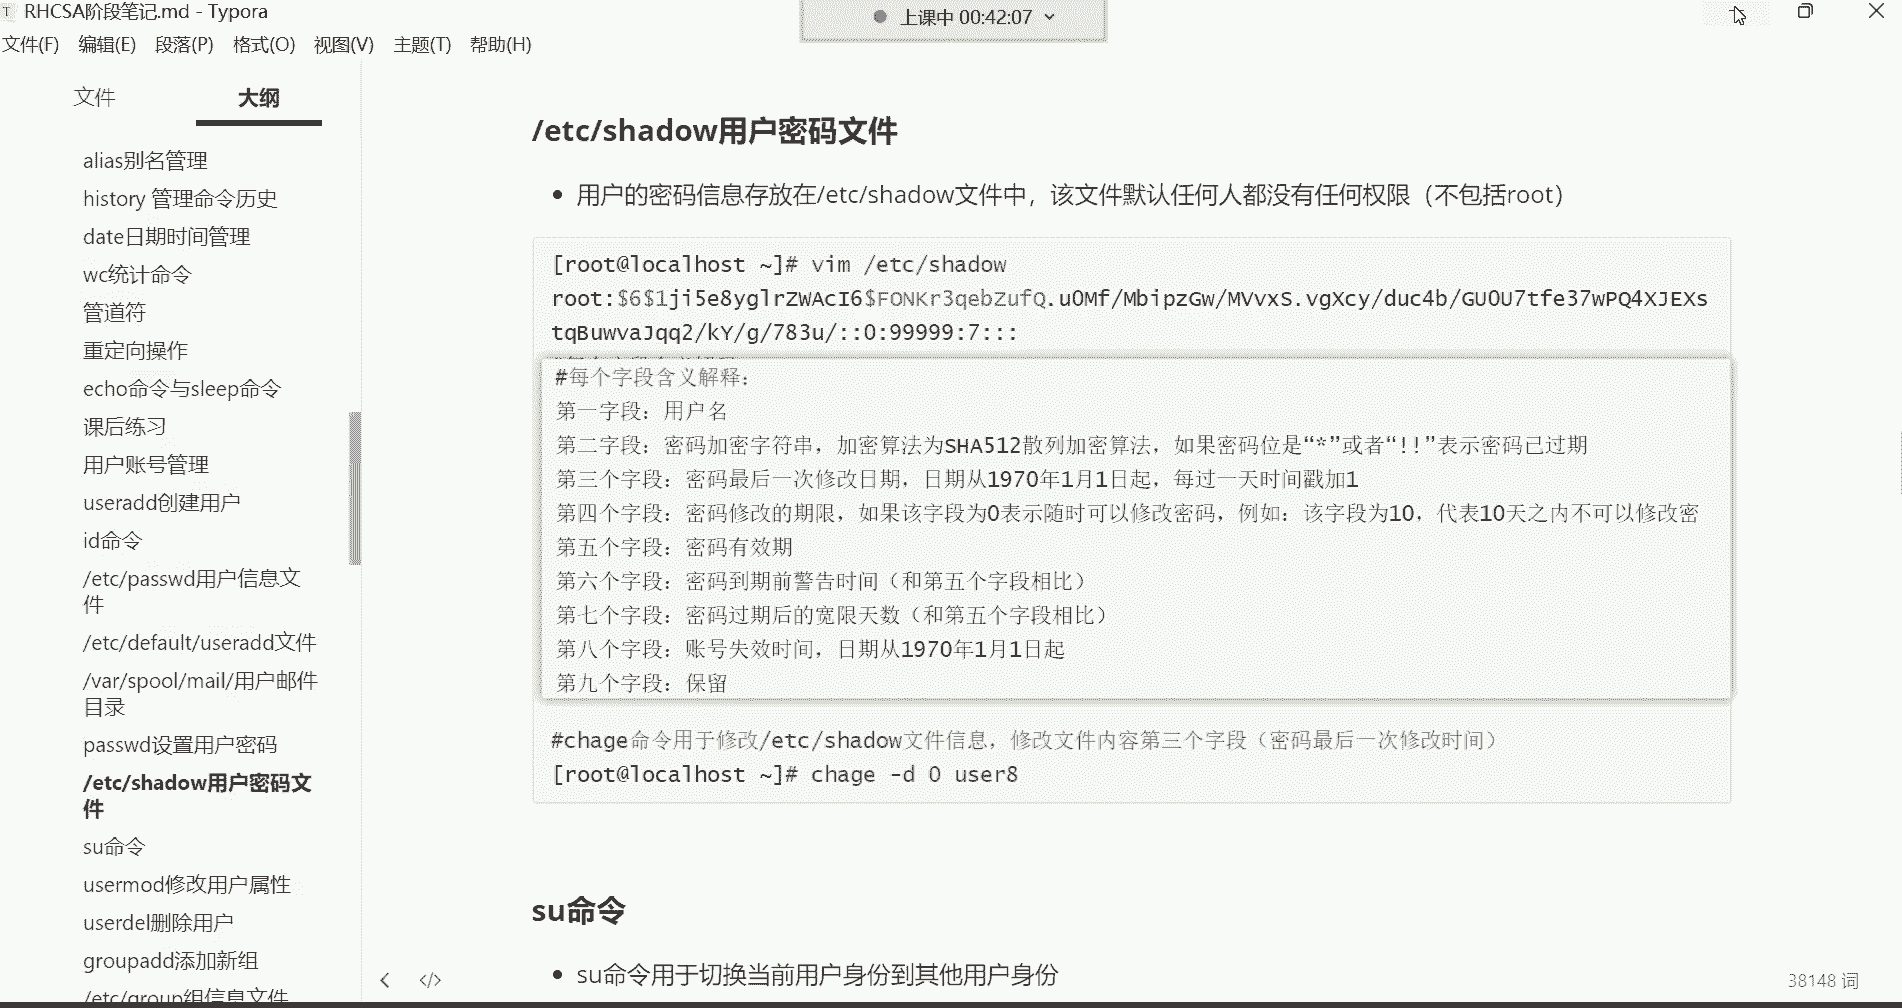 RHCSA阶段笔记.md - Typora
上课中 00:42:07
文件(F) 编辑(E) 段落(P) 格式(O) 视图(V) 主题(T) 帮助(H)
文件 大纲
alias别名管理
history 管理命令历史
date日期时间管理
wc统计命令
管道符
重定向操作
echo命令与sleep命令
课后练习
用户账号管理
useradd创建用户
id命令
/etc/passwd用户信息文
件
/etc/default/useradd文件
/var/spool/mail/用户邮件
目录
passwd设置用户密码
/etc/shadow用户密码文
件
su命令
usermod修改用户属性
userdel删除用户
groupadd添加新组
/etc/group组信息文件
/etc/shadow用户密码文件
用户的密码信息存放在/etc/shadow文件中，该文件默认任何人都没有任何权限（不包括root）
[root@localhost ~]# vim /etc/shadow
root:$6$1ji5e8yglrZWAcI6$FONKr3qebZufQ.uOMf/MbipzGw/MVvxS.vgXcy/duc4b/GUOU7tfe37wPQ4XJEXs
tqBuwvaJqq2/kY/g/783u/::0:99999:7:::
#每个字段含义解释：
第一字段：用户名
第二字段：密码加密字符串，加密算法为SHA512散列加密算法，如果密码位是“*”或者“!!”表示密码已过期
第三个字段：密码最后一次修改日期，日期从1970年1月1日起，每过一天时间戳加1
第四个字段：密码修改的期限，如果该字段为0表示随时可以修改密码，例如：该字段为10，代表10天之内不可以修改密
第五个字段：密码有效期
第六个字段：密码到期前警告时间（和第五个字段相比）
第七个字段：密码过期后的宽限天数（和第五个字段相比）
第八个字段：账号失效时间，日期从1970年1月1日起
第九个字段：保留
#chage命令用于修改/etc/shadow文件信息，修改文件内容第三个字段（密码最后一次修改时间）
[root@localhost ~]# chage -d 0 user8
su命令
su命令用于切换当前用户身份到其他用户身份
38148 词